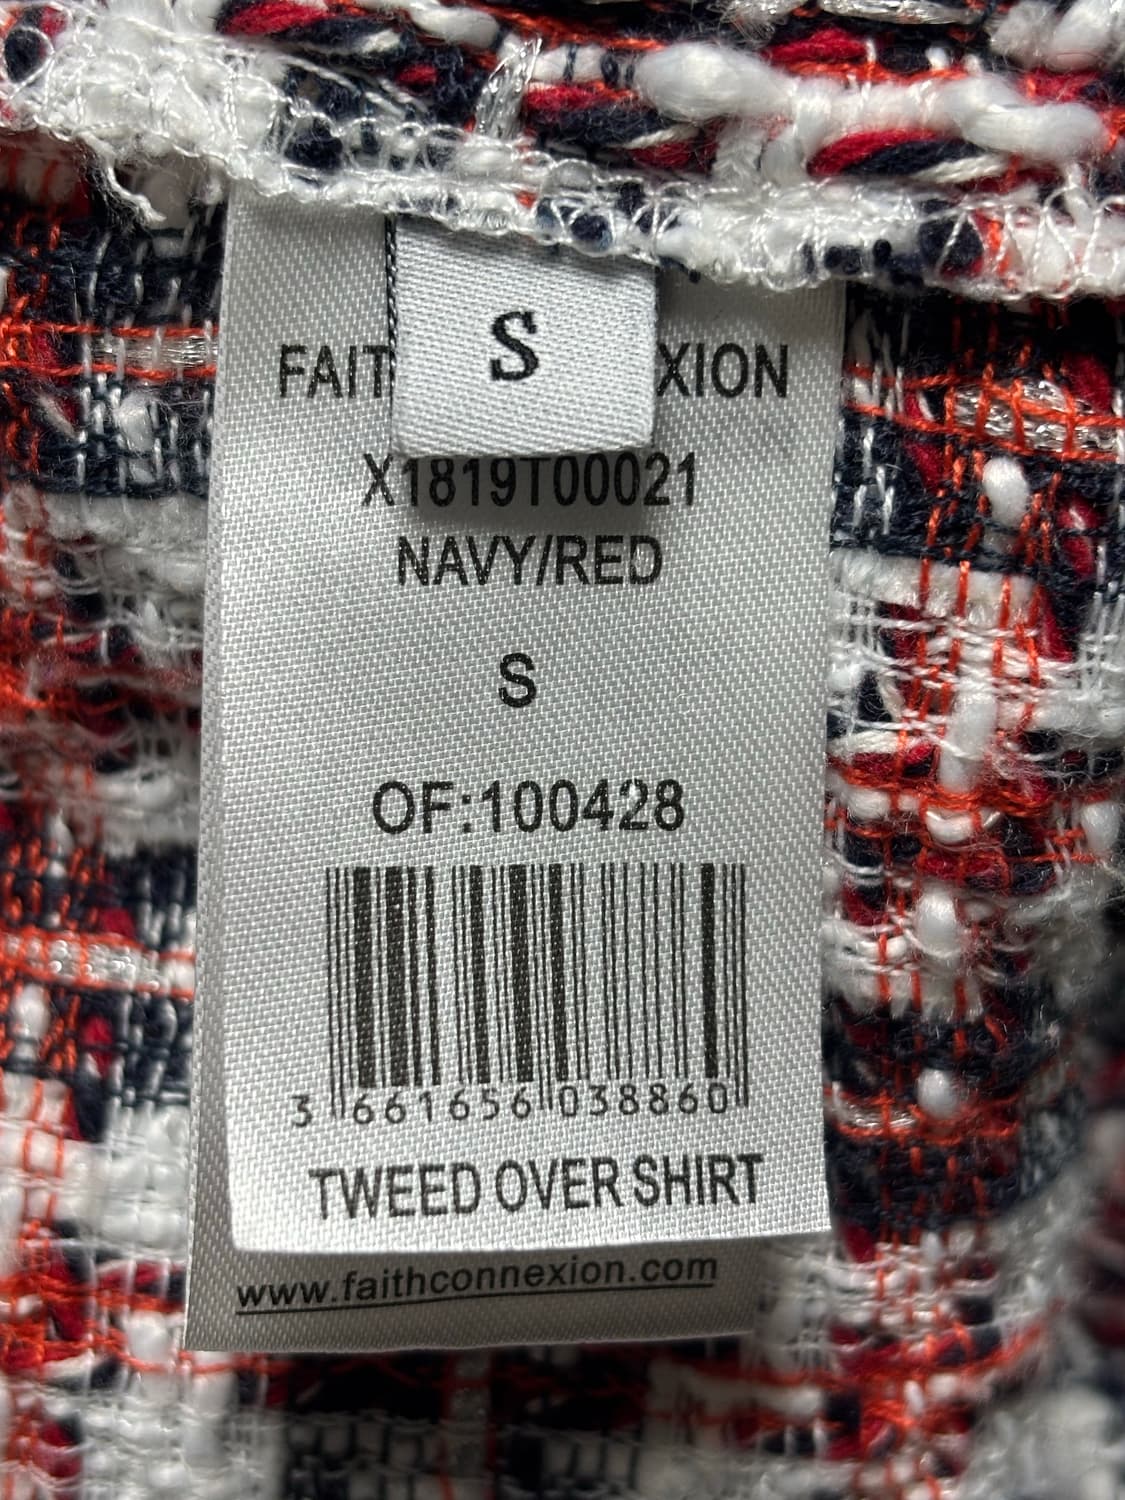 S
FAIT XION
X1819T00021
NAVY/RED
S
OF:100428
3 661656 038860
TWEED OVER SHIRT
www.faithconnexion.com